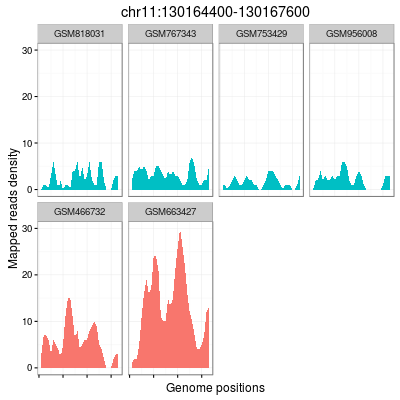 chr11:130164400-130167600
GSM818031 GSM767343 GSM753429 GSM956008
30
20
10
0
Mapped reads density
GSM466732 GSM663427
30
20
10
0
Genome positions